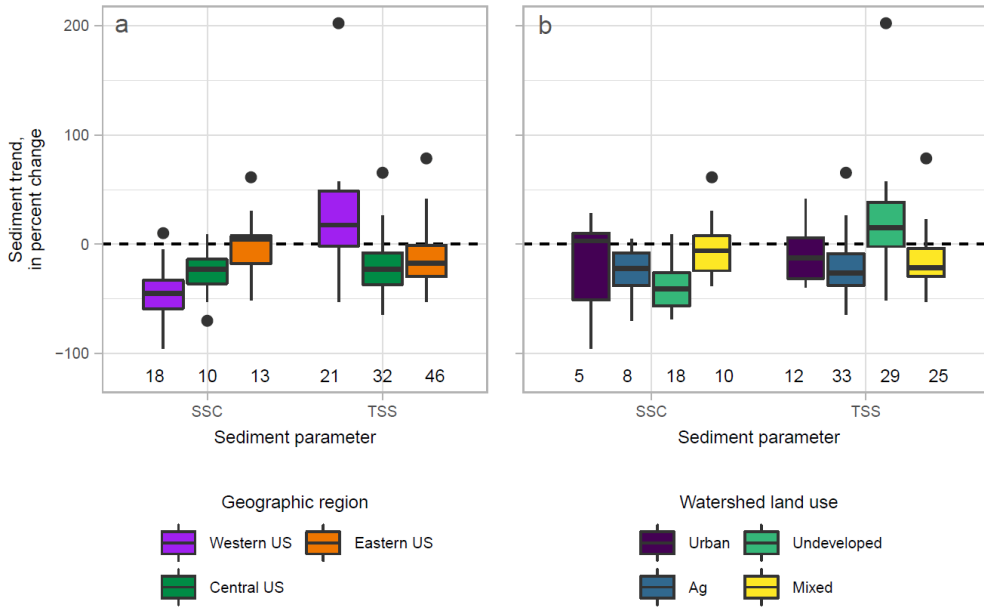 a
b
Sediment trend,
in percent change
200
100
0
−100
18 10 13 21 32 46
5 8 18 10 12 33 29 25
SSC TSS
SSC TSS
Sediment parameter
Sediment parameter
Geographic region
Western US Eastern US
Central US
Watershed land use
Urban Undeveloped
Ag Mixed